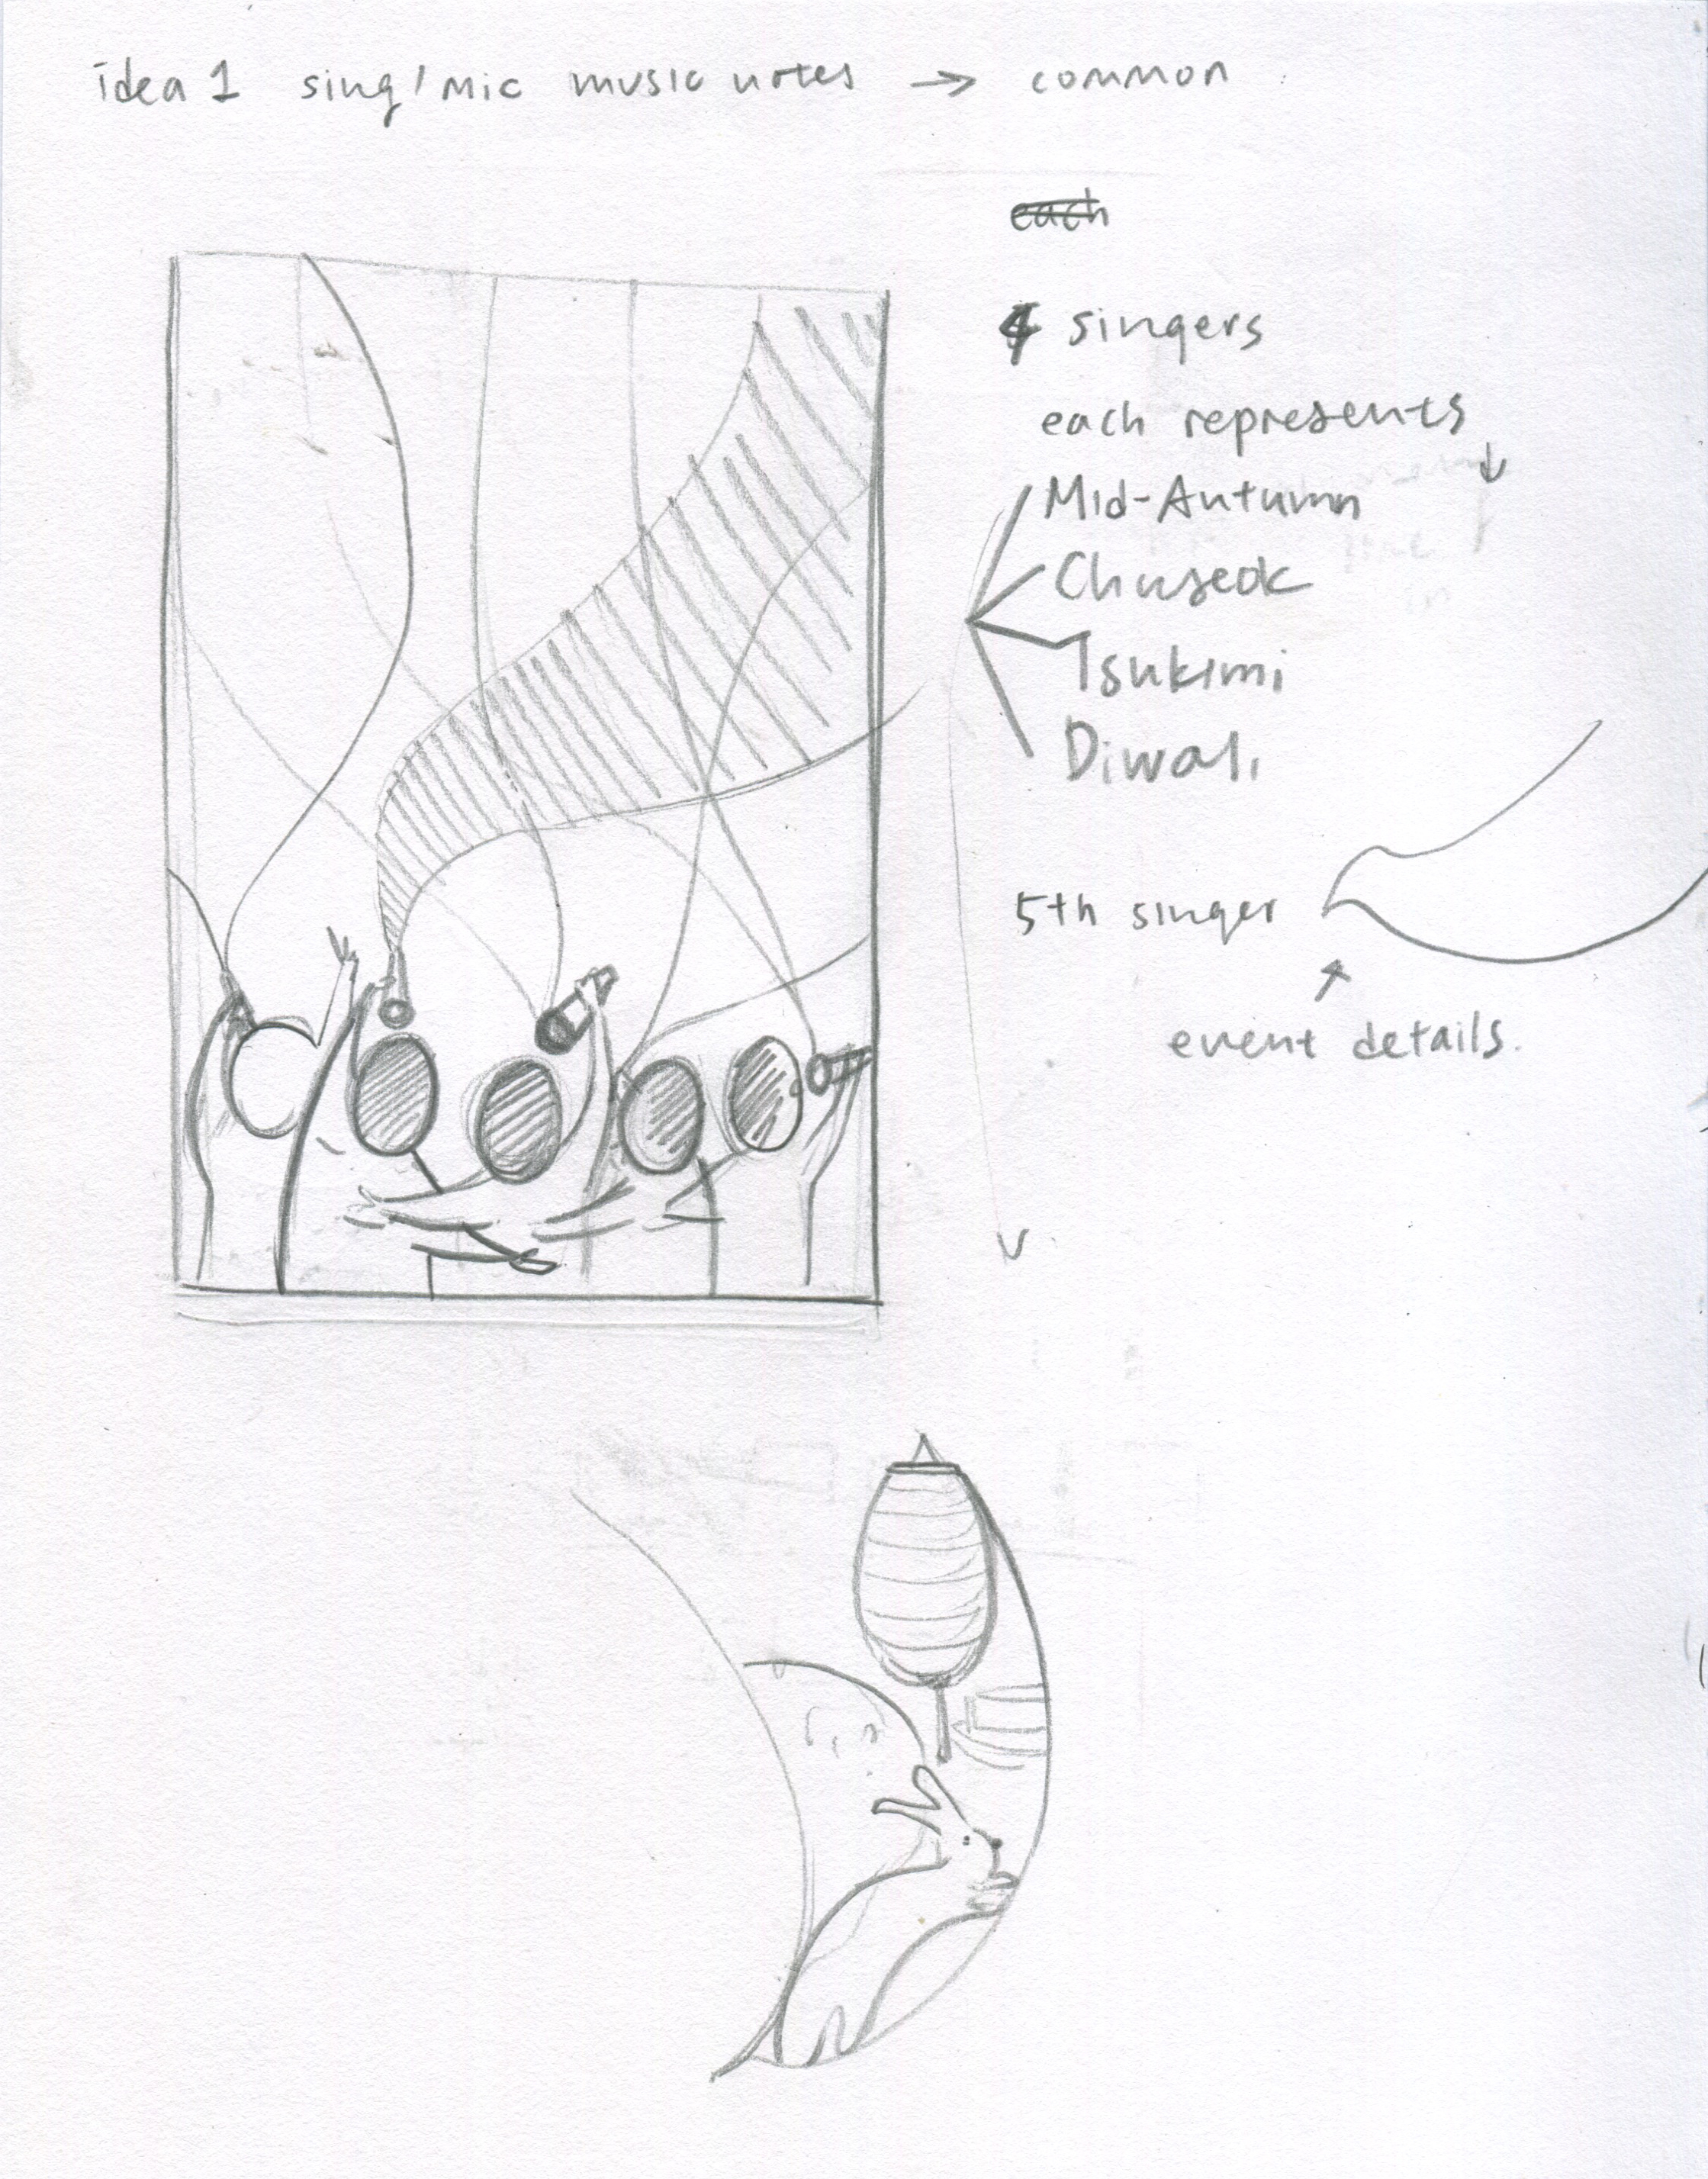 idea 1 sing/mic music notes → common
each
4 singers
each represents ↓
Mid-Autumn
Chuseok
Tsukimi
Diwali
5th singer
↑
event details.